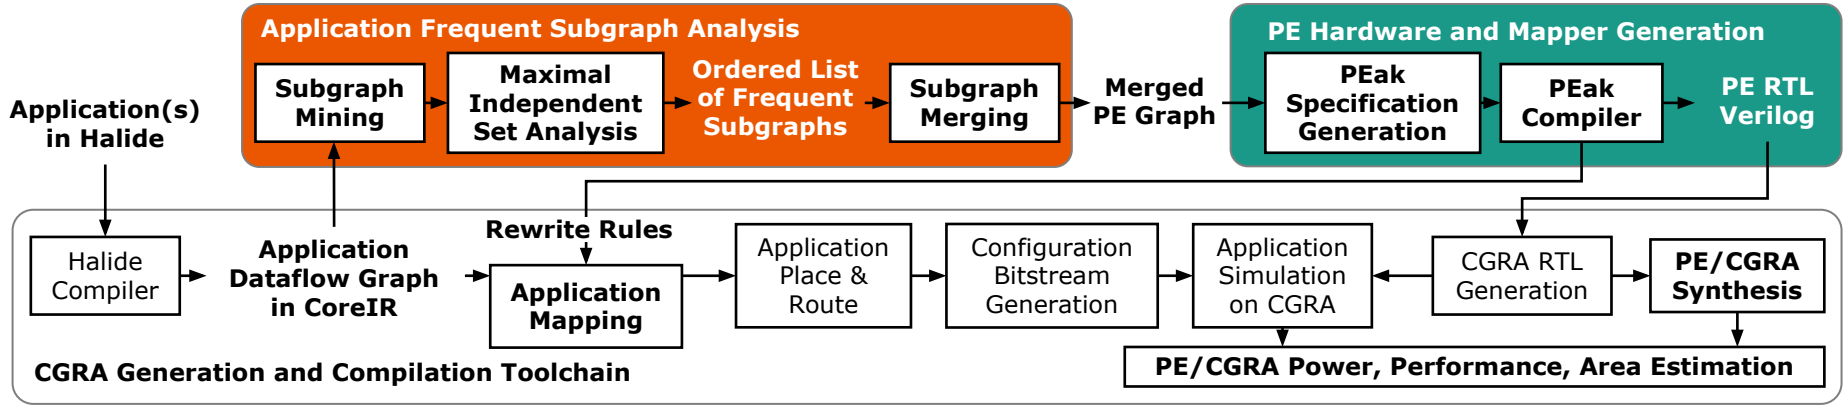 Application Frequent Subgraph Analysis
Subgraph
Mining
Maximal
Independent
Set Analysis
Ordered List
of Frequent
Subgraphs
Subgraph
Merging
Merged
PE Graph
PE Hardware and Mapper Generation
PEak
Specification
Generation
PEak
Compiler
PE RTL
Verilog
Application(s)
in Halide
Halide
Compiler
Application
Dataflow Graph
in CoreIR
Rewrite Rules
Application
Mapping
Application
Place &
Route
Configuration
Bitstream
Generation
Application
Simulation
on CGRA
CGRA RTL
Generation
PE/CGRA
Synthesis
PE/CGRA Power, Performance, Area Estimation
CGRA Generation and Compilation Toolchain